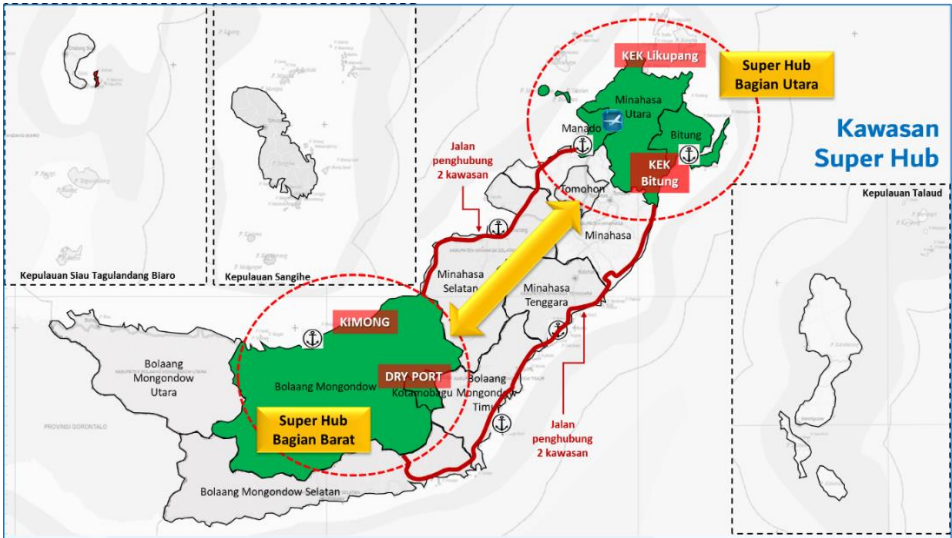 Kawasan
Super Hub
KEK Likupang
Super Hub
Bagian Utara
Minahasa
Utara
Manado
Bitung
KEK
Bitung
Jalan
penghubung
2 kawasan
Tomohon
Minahasa
Kepulauan Talaud
Kepulauan Siau Tagulandang Biaro
Kepulauan Sangihe
Minahasa
Selatan
Minahasa
Tenggara
KIMONG
Bolaang
Mongondow
Utara
Bolaang Mongondow
DRY PORT
Kotamobagu
Bolaang
Mongondow
Timur
Super Hub
Bagian Barat
Jalan
penghubung
2 kawasan
PROVINSI GORONTALO
Bolaang Mongondow Selatan